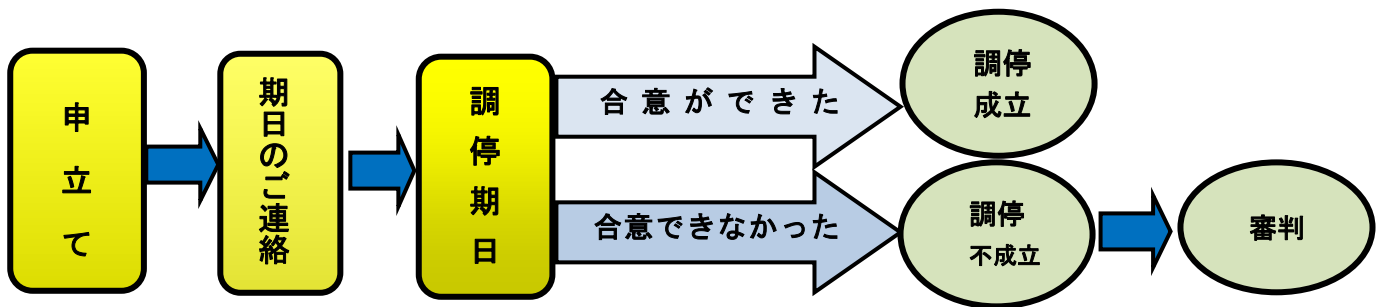 申立て
期日のご連絡
調停期日
合意ができた
合意できなかった
調停
成立
調停
不成立
審判